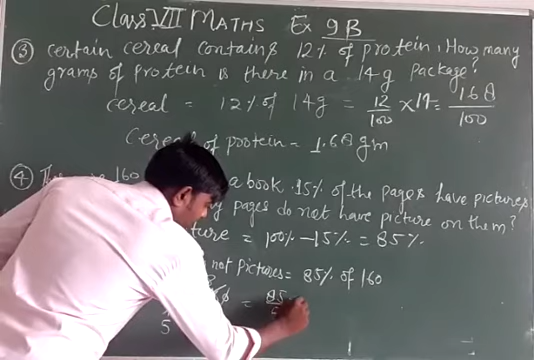 Class VII MATHS Ex 9B
③ certain cereal contains 12% of protein. How many
grams of protein is there in a 14g Package?
cereal = 12% of 14g = 12/100 × 14 = 168/100
Cereal of protein = 1.68 gm
④ 160 a book. 15% of the pages have pictures
pages do not have picture on them?
= 100% - 15% = 85%.
not pictures = 85% of 160
= 85
5